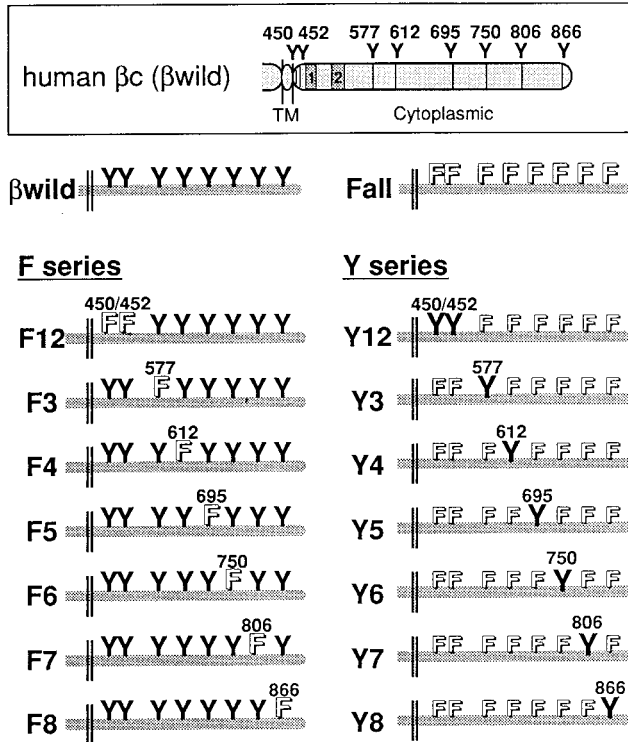 450 452 577 612 695 750 806 866
Y Y Y Y Y Y Y Y
human βc (βwild) 1 2
TM Cytoplasmic
βwild YY Y Y Y Y Y Y
Fall FF F F F F F F
F series
450/452
F12 FF Y Y Y Y Y Y
577
F3 YY F Y Y Y Y Y
612
F4 YY Y F Y Y Y Y
695
F5 YY Y Y F Y Y Y
750
F6 YY Y Y Y F Y Y
806
F7 YY Y Y Y Y F Y
866
F8 YY Y Y Y Y Y F
Y series
450/452
Y12 YY F F F F F F
577
Y3 FF Y F F F F F
612
Y4 FF F Y F F F F
695
Y5 FF F F Y F F F
750
Y6 FF F F F Y F F
806
Y7 FF F F F F Y F
866
Y8 FF F F F F F Y